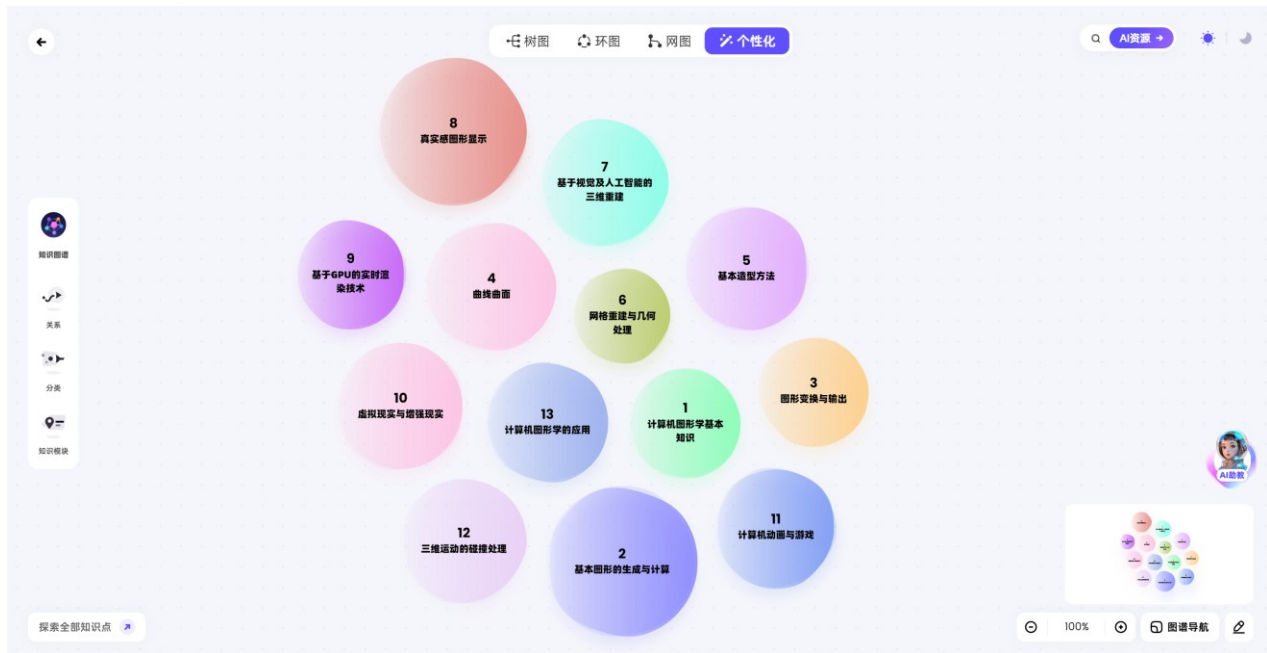 树图
环图
网图
个性化
AI资源 →
8
真实感图形显示
7
基于视觉及人工智能的
三维重建
知识图谱
关系
分类
知识模块
9
基于GPU的实时渲
染技术
4
曲线曲面
6
网格重建与几何
处理
5
基本造型方法
10
虚拟现实与增强现实
13
计算机图形学的应用
1
计算机图形学基本
知识
3
图形变换与输出
12
三维运动的碰撞处理
2
基本图形的生成与计算
11
计算机动画与游戏
AI助教
探索全部知识点
100%
图谱导航